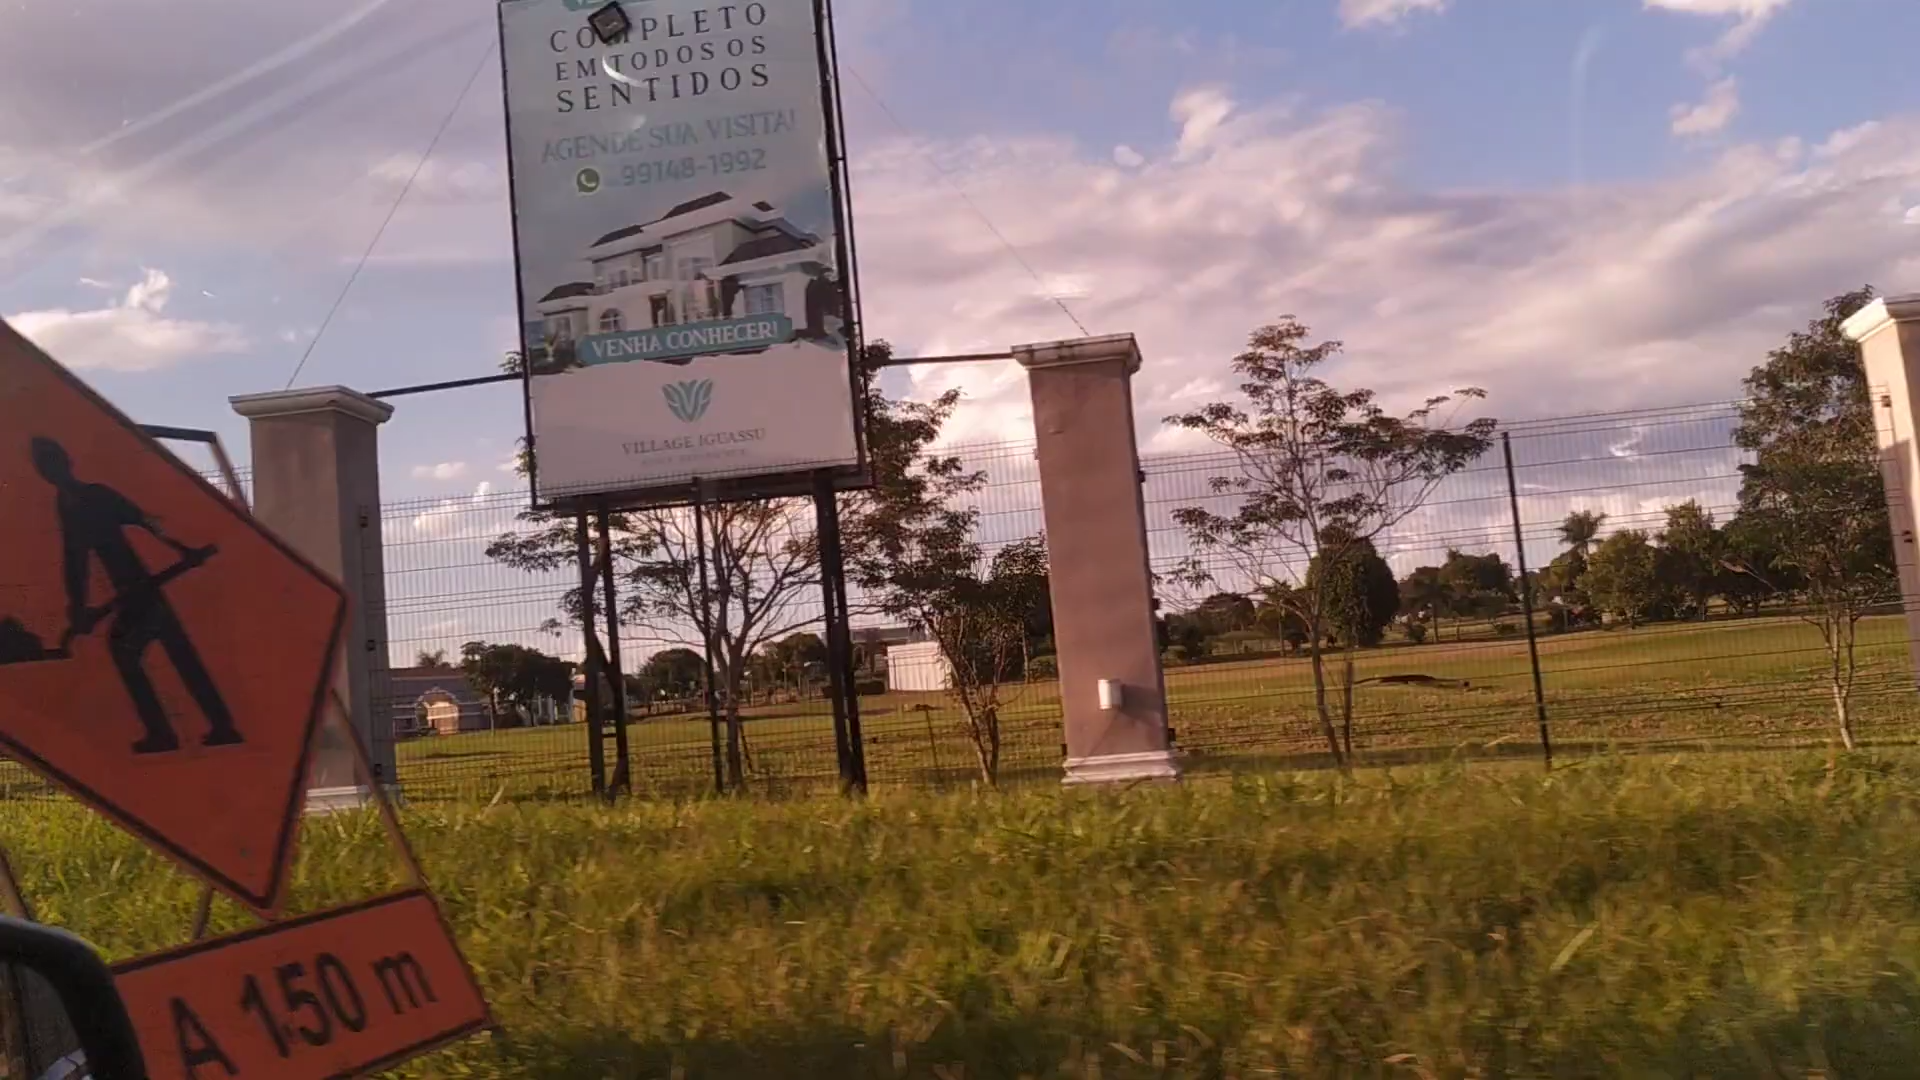 COMPLETO
EM TODOS OS
SENTIDOS
AGENDE SUA VISITA!
99148-1992
VENHA CONHECER!
VILLAGE IGUASSU
A 150 m